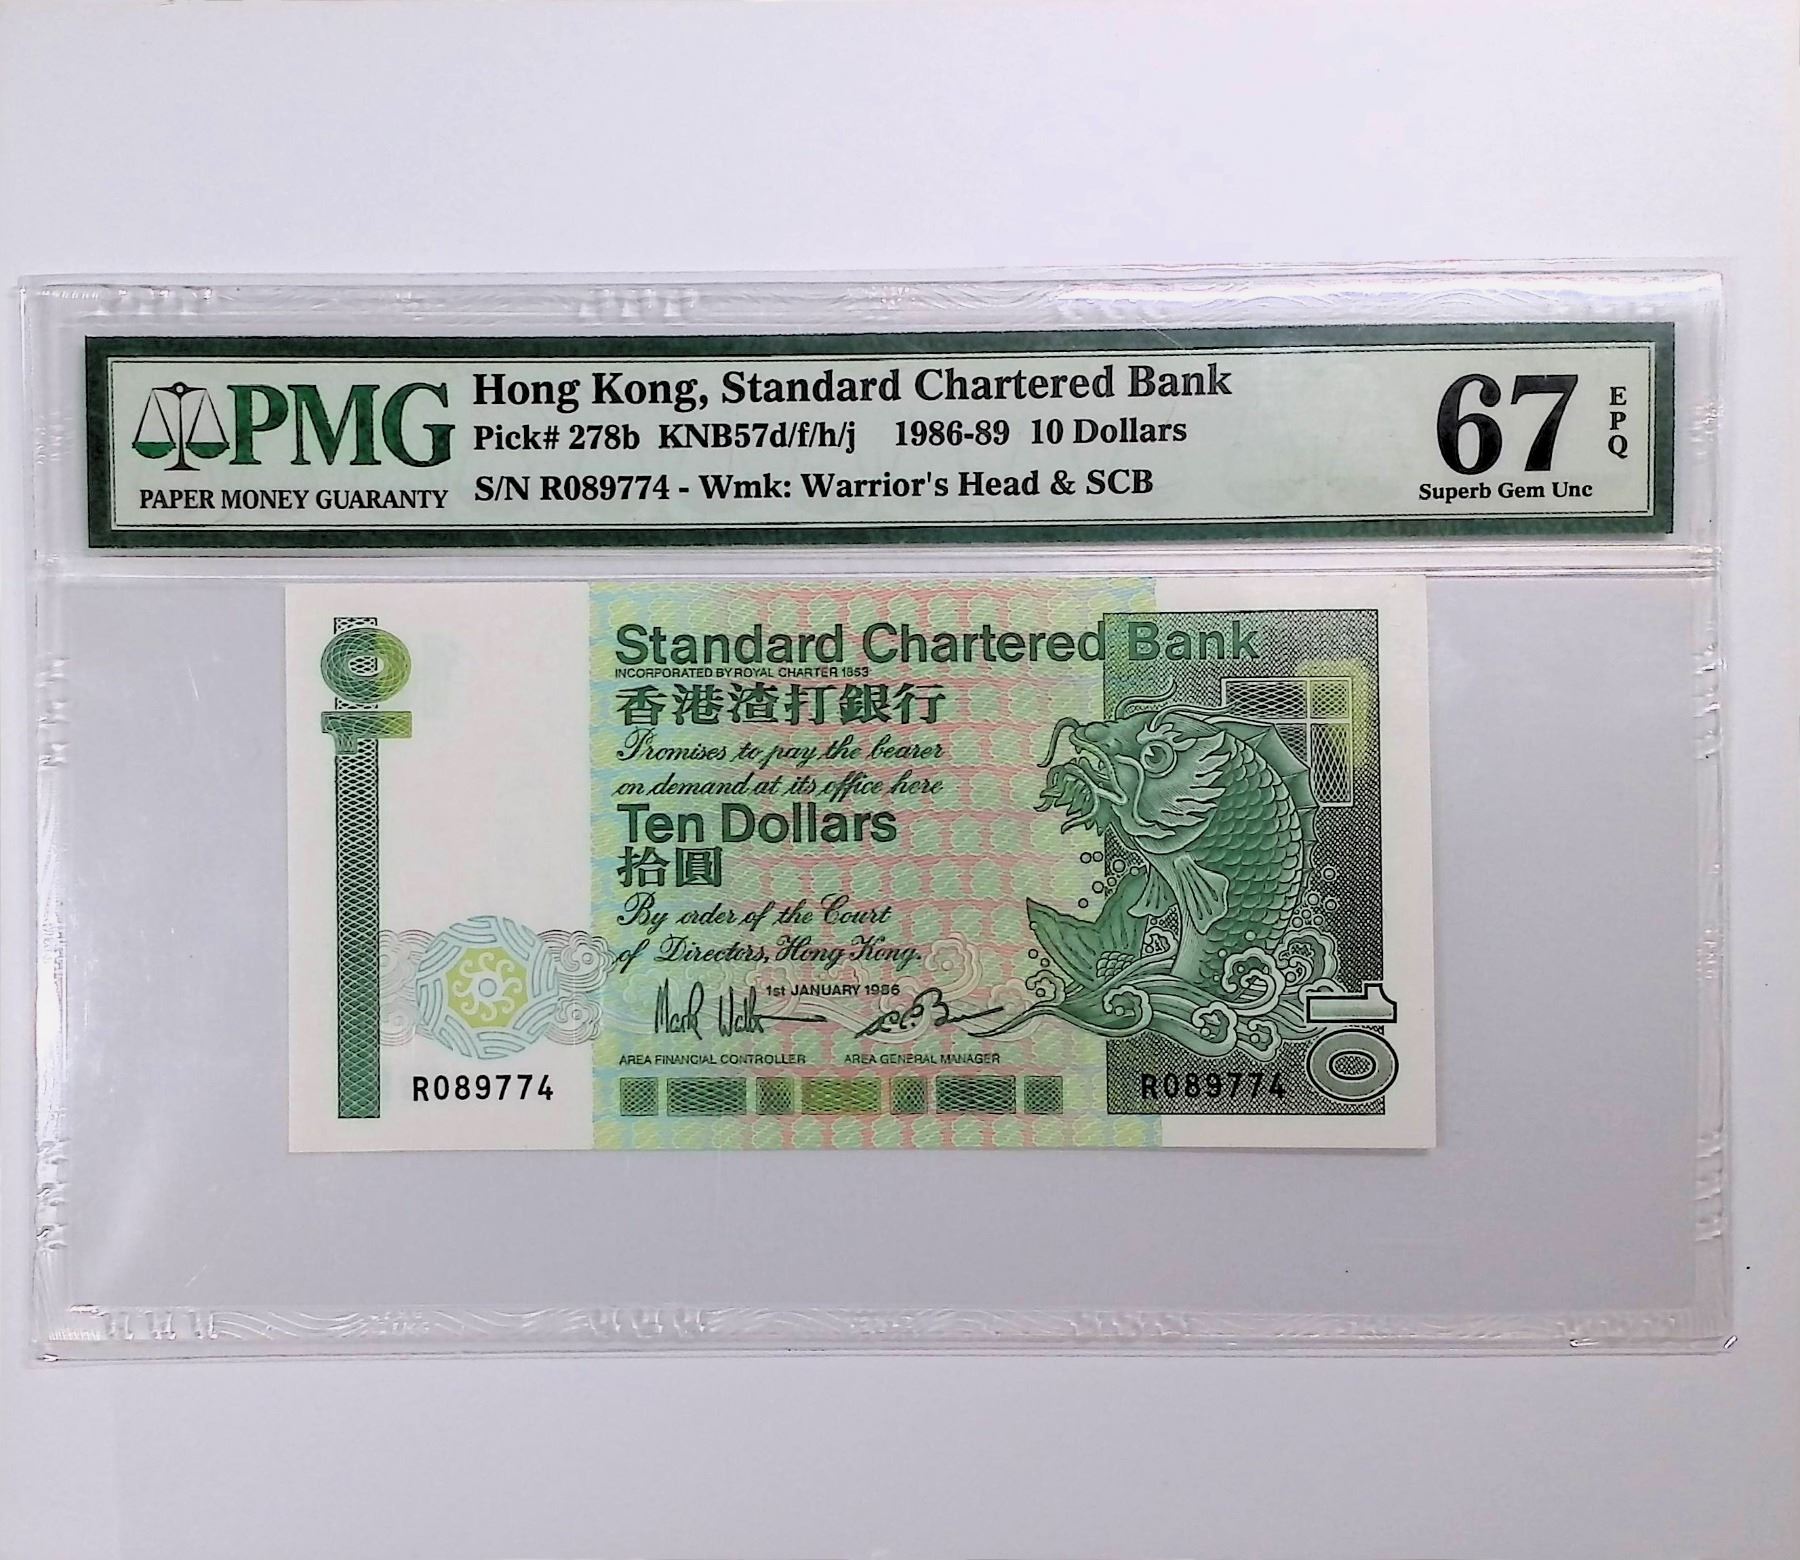 PMG
PAPER MONEY GUARANTY
Hong Kong, Standard Chartered Bank
Pick# 278b KNB57d/f/h/j 1986-89 10 Dollars
S/N R089774 - Wmk: Warrior's Head & SCB
67 EPQ
Superb Gem Unc
10
Standard Chartered Bank
INCORPORATED BY ROYAL CHARTER 1853
香港渣打銀行
Promises to pay the bearer
on demand at its office here
Ten Dollars
拾圓
By order of the Court
of Directors, Hong Kong.
1st JANUARY 1986
AREA FINANCIAL CONTROLLER AREA GENERAL MANAGER
R089774 R089774
10